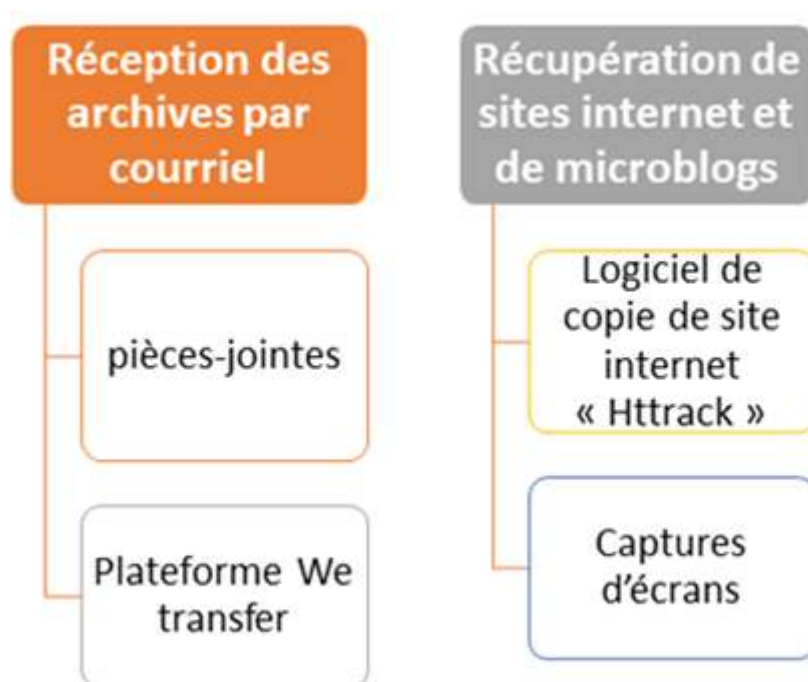 Réception des
archives par
courriel
pièces-jointes
Plateforme We
transfer
Récupération de
sites internet et
de microblogs
Logiciel de
copie de site
internet
« Httrack »
Captures
d'écrans